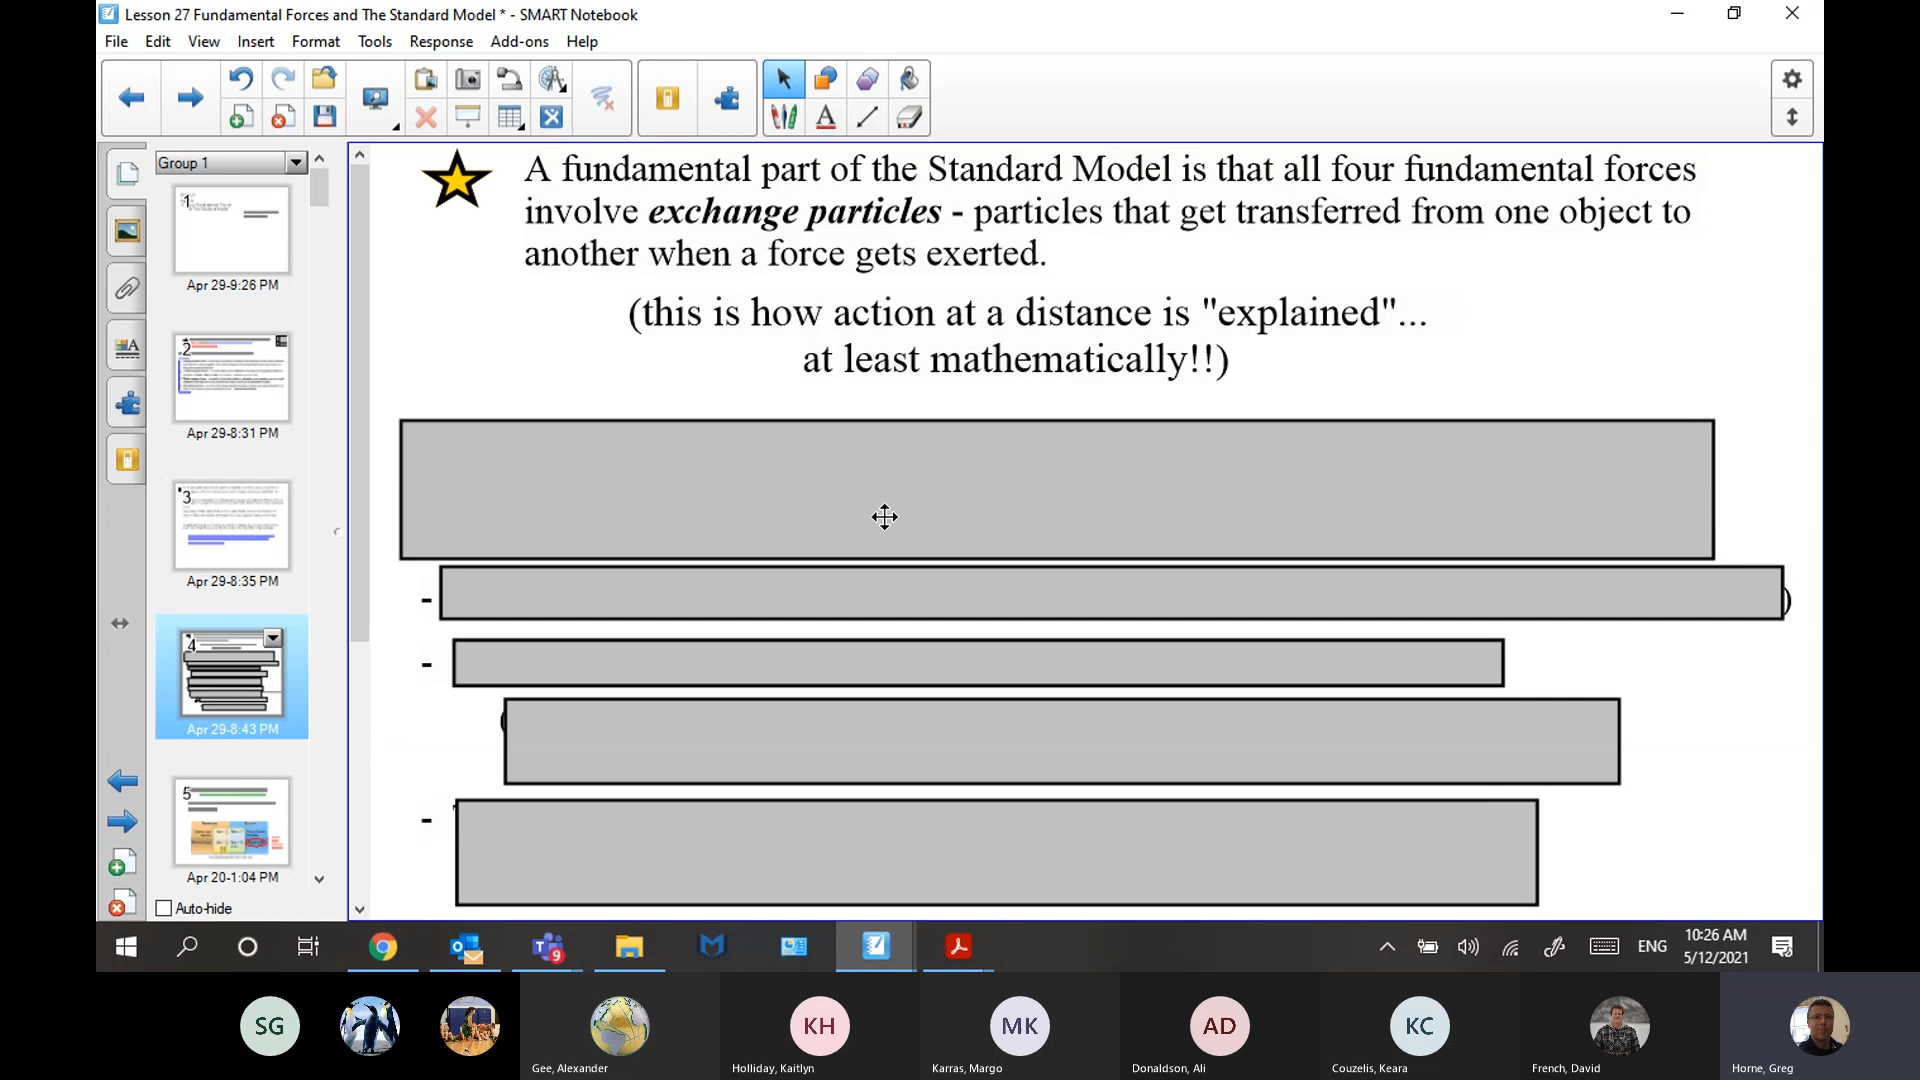 Lesson 27 Fundamental Forces and The Standard Model * - SMART Notebook
File Edit View Insert Format Tools Response Add-ons Help
Group 1
1
Apr 29-9:26 PM
2
Apr 29-8:31 PM
3
Apr 29-8:35 PM
4
Apr 29-8:43 PM
5
Apr 20-1:04 PM
Auto-hide
A fundamental part of the Standard Model is that all four fundamental forces
involve exchange particles - particles that get transferred from one object to
another when a force gets exerted.
(this is how action at a distance is "explained"...
at least mathematically!!)
- )
-
(
-
9
ENG
10:26 AM
5/12/2021
SG
KH
MK
AD
KC
Gee, Alexander
Holliday, Kaitlyn
Karras, Margo
Donaldson, Ali
Couzelis, Keara
French, David
Horne, Greg